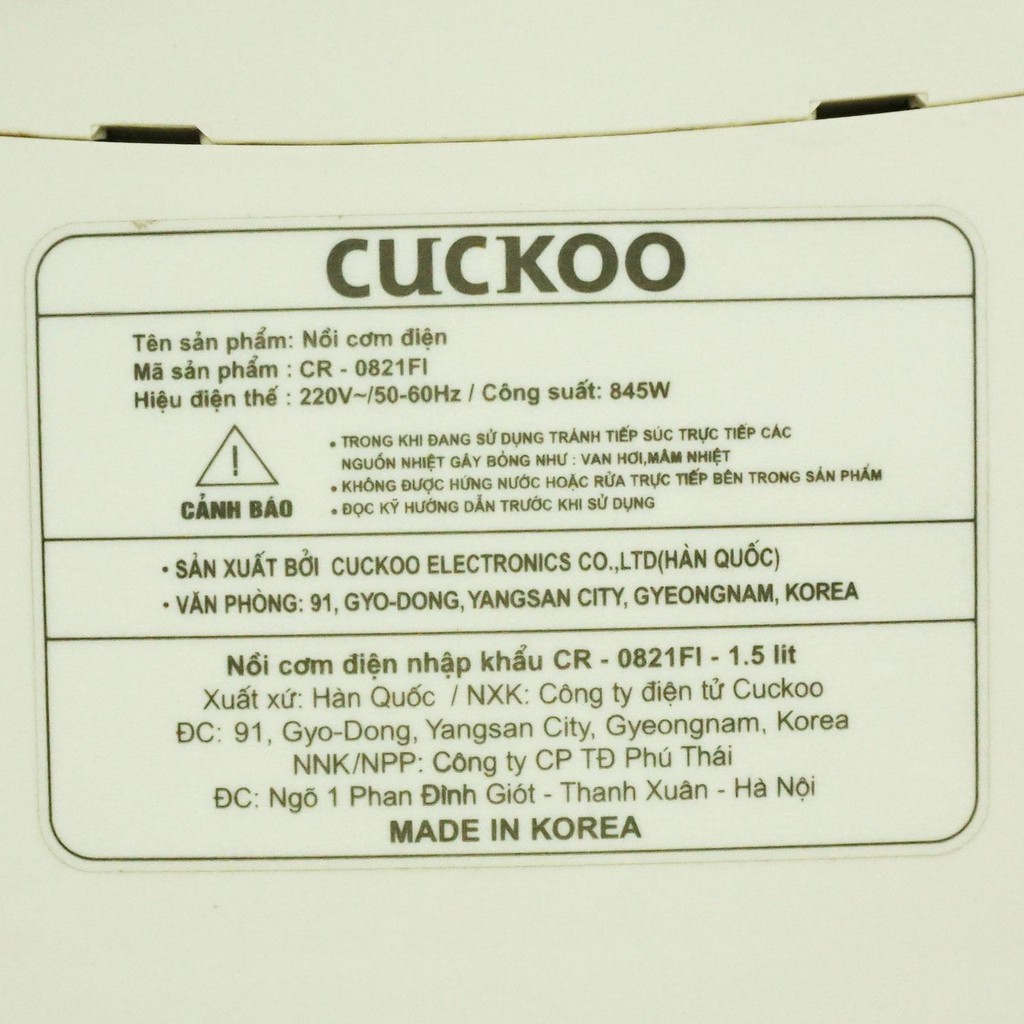 CUCKOO
Tên sản phẩm: Nồi cơm điện
Mã sản phẩm : CR - 0821FI
Hiệu điện thế : 220V~/50-60Hz / Công suất: 845W
CẢNH BÁO
• TRONG KHI ĐANG SỬ DỤNG TRÁNH TIẾP SÚC TRỰC TIẾP CÁC
NGUỒN NHIỆT GÂY BỎNG NHƯ : VAN HƠI,MÂM NHIỆT
• KHÔNG ĐƯỢC HỨNG NƯỚC HOẶC RỬA TRỰC TIẾP BÊN TRONG SẢN PHẨM
• ĐỌC KỸ HƯỚNG DẪN TRƯỚC KHI SỬ DỤNG
• SẢN XUẤT BỞI CUCKOO ELECTRONICS CO.,LTD(HÀN QUỐC)
• VĂN PHÒNG: 91, GYO-DONG, YANGSAN CITY, GYEONGNAM, KOREA
Nồi cơm điện nhập khẩu CR - 0821FI - 1.5 lit
Xuất xứ: Hàn Quốc / NXK: Công ty điện tử Cuckoo
ĐC: 91, Gyo-Dong, Yangsan City, Gyeongnam, Korea
NNK/NPP: Công ty CP TĐ Phú Thái
ĐC: Ngõ 1 Phan Đình Giót - Thanh Xuân - Hà Nội
MADE IN KOREA